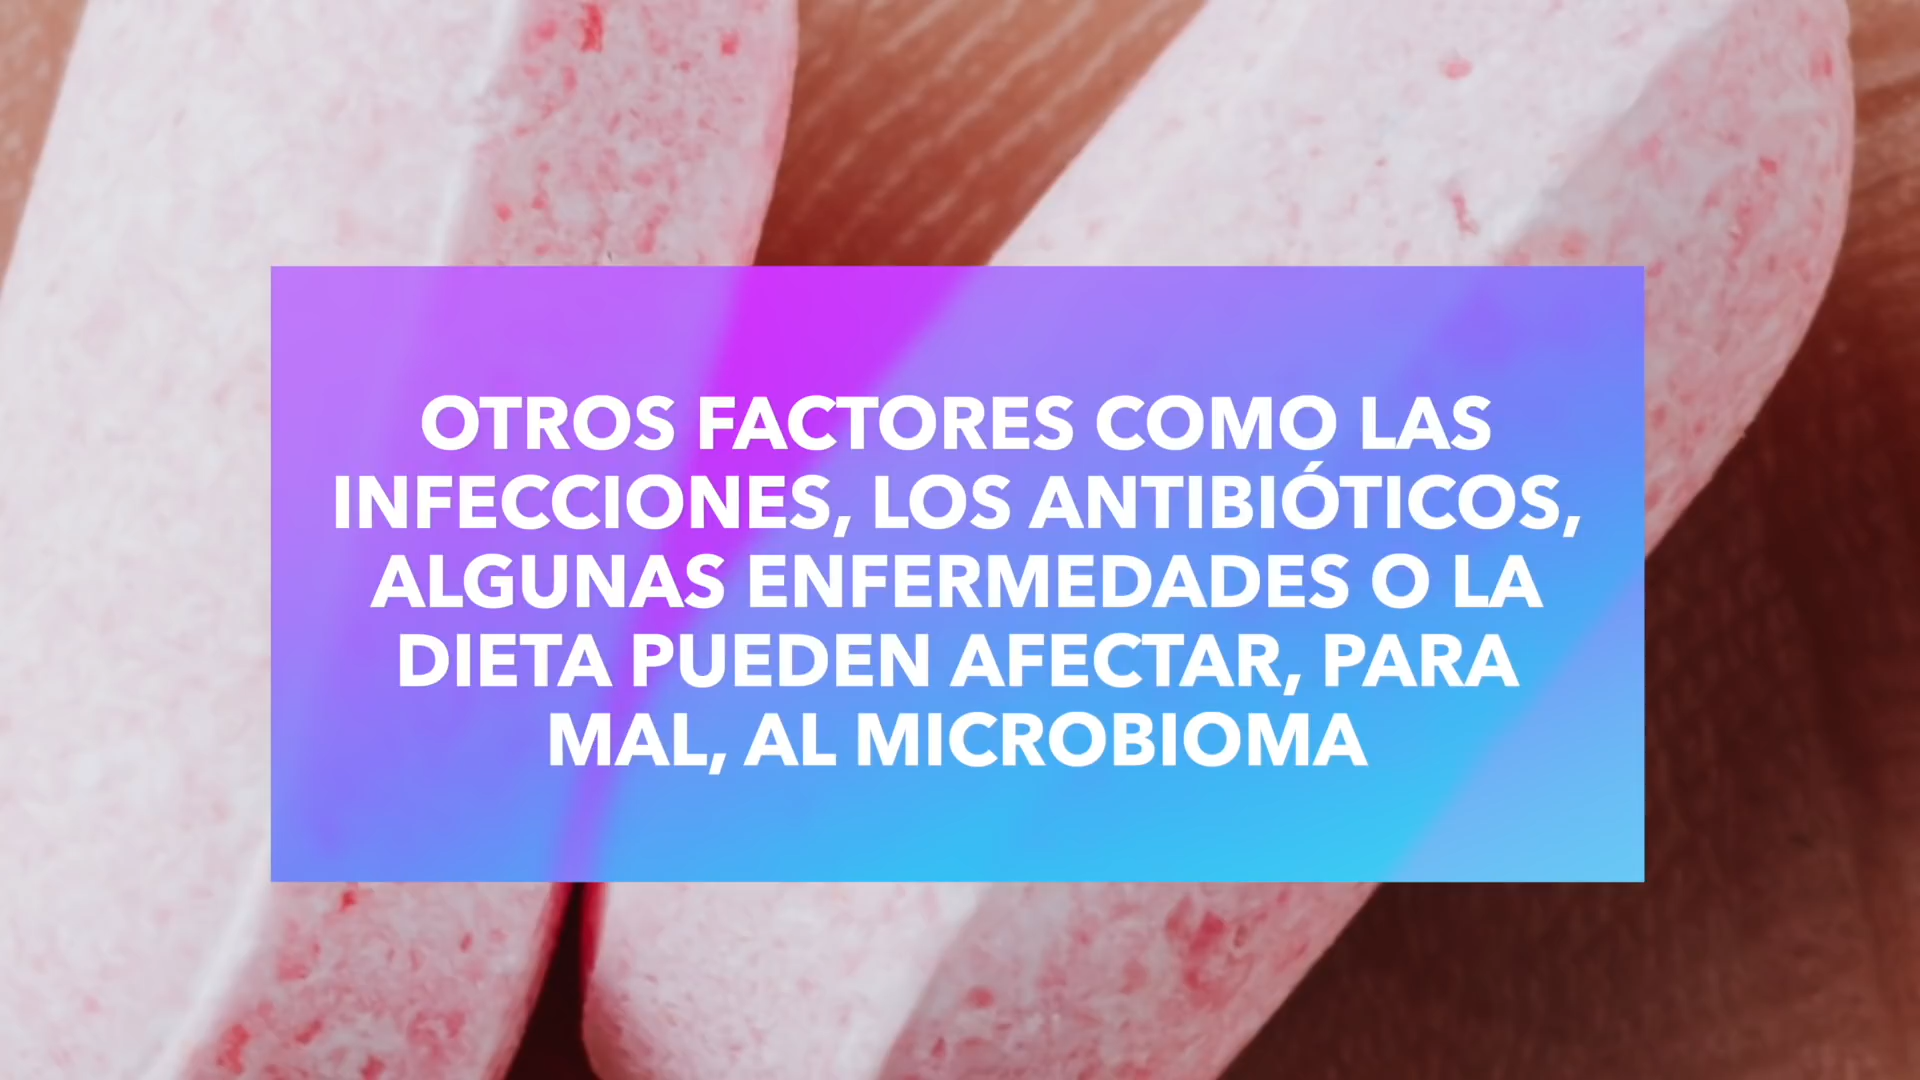 OTROS FACTORES COMO LAS
INFECCIONES, LOS ANTIBIÓTICOS,
ALGUNAS ENFERMEDADES O LA
DIETA PUEDEN AFECTAR, PARA
MAL, AL MICROBIOMA